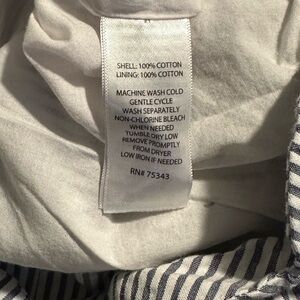 SHELL: 100% COTTON
LINING: 100% COTTON
MACHINE WASH COLD
GENTLE CYCLE
WASH SEPARATELY
NON-CHLORINE BLEACH
WHEN NEEDED
TUMBLE DRY LOW
REMOVE PROMPTLY
FROM DRYER
LOW IRON IF NEEDED
RN# 75343